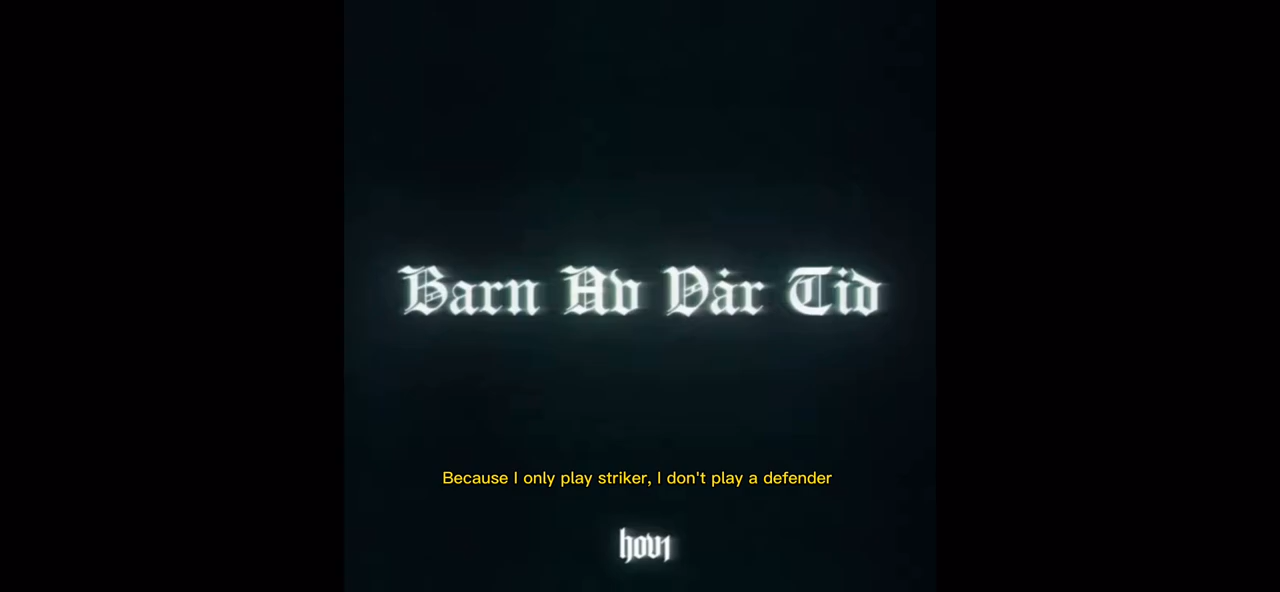 Barn Av Vår Tid
Because I only play striker, I don't play a defender
hov1